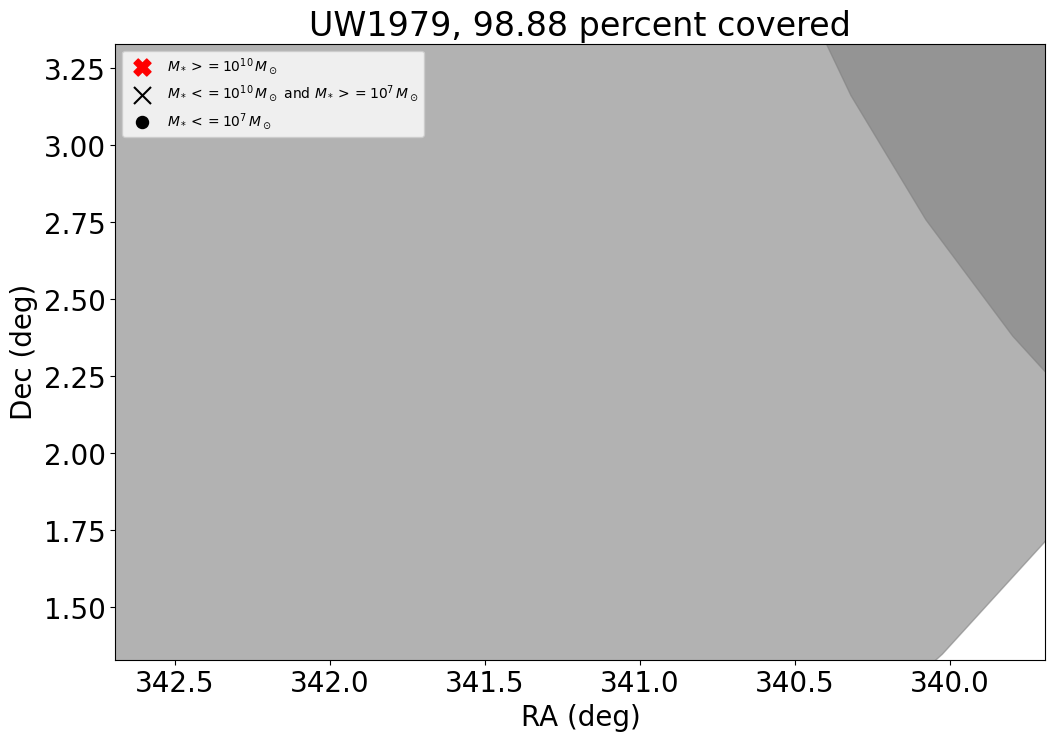 UW1979, 98.88 percent covered
M* >= 10^10 M⊙
M* <= 10^10 M⊙ and M* >= 10^7 M⊙
M* <= 10^7 M⊙
3.25
3.00
2.75
2.50
2.25
2.00
1.75
1.50
Dec (deg)
342.5 342.0 341.5 341.0 340.5 340.0
RA (deg)